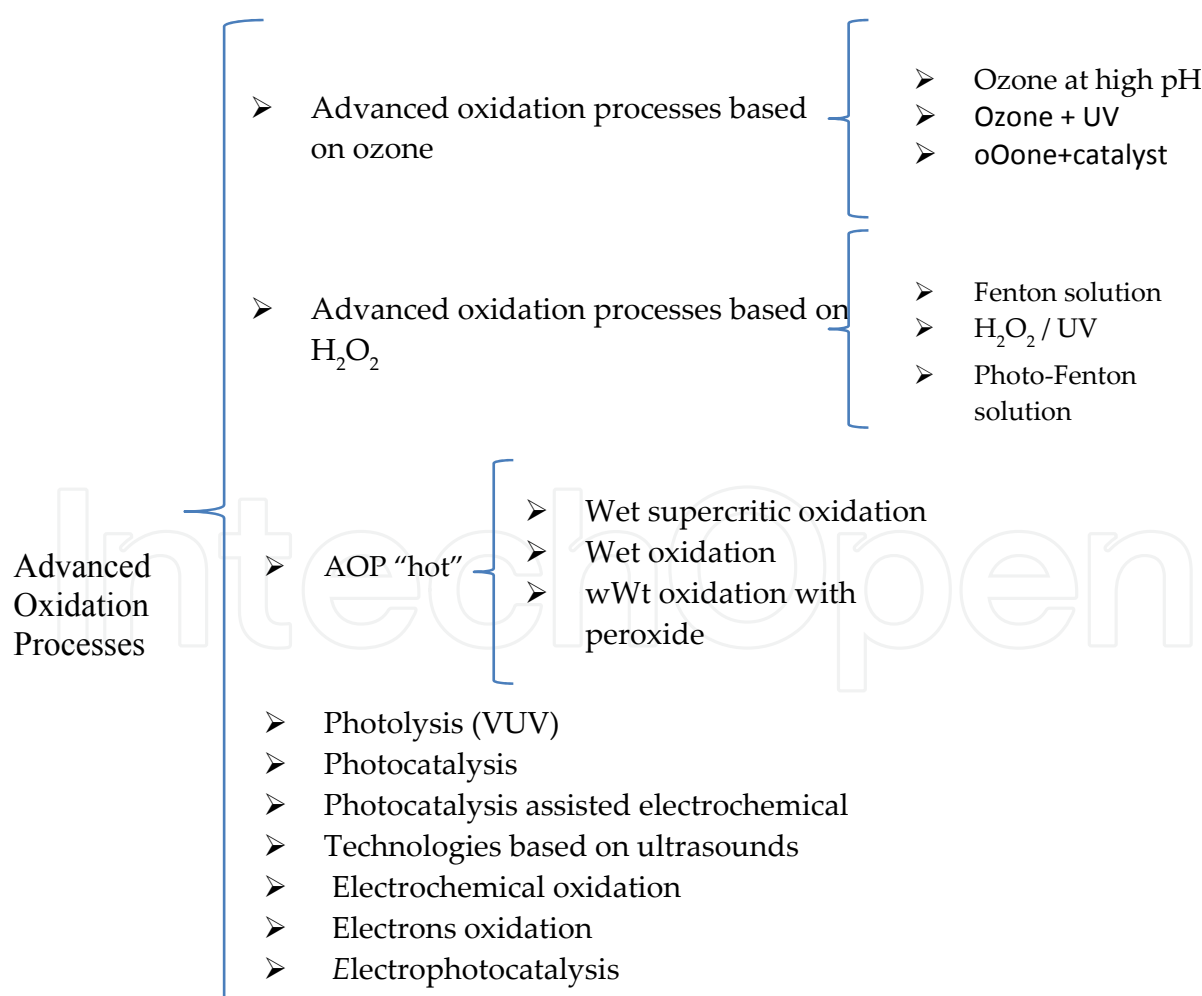 ➢ Advanced oxidation processes based
on ozone
➢ Ozone at high pH
➢ Ozone + UV
➢ oOone+catalyst
➢ Advanced oxidation processes based on
H₂O₂
➢ Fenton solution
➢ H₂O₂ / UV
➢ Photo-Fenton
solution
Advanced
Oxidation
Processes
➢ AOP “hot”
➢ Wet supercritic oxidation
➢ Wet oxidation
➢ wWt oxidation with
peroxide
➢ Photolysis (VUV)
➢ Photocatalysis
➢ Photocatalysis assisted electrochemical
➢ Technologies based on ultrasounds
➢ Electrochemical oxidation
➢ Electrons oxidation
➢ Electrophotocatalysis
IntechOpen